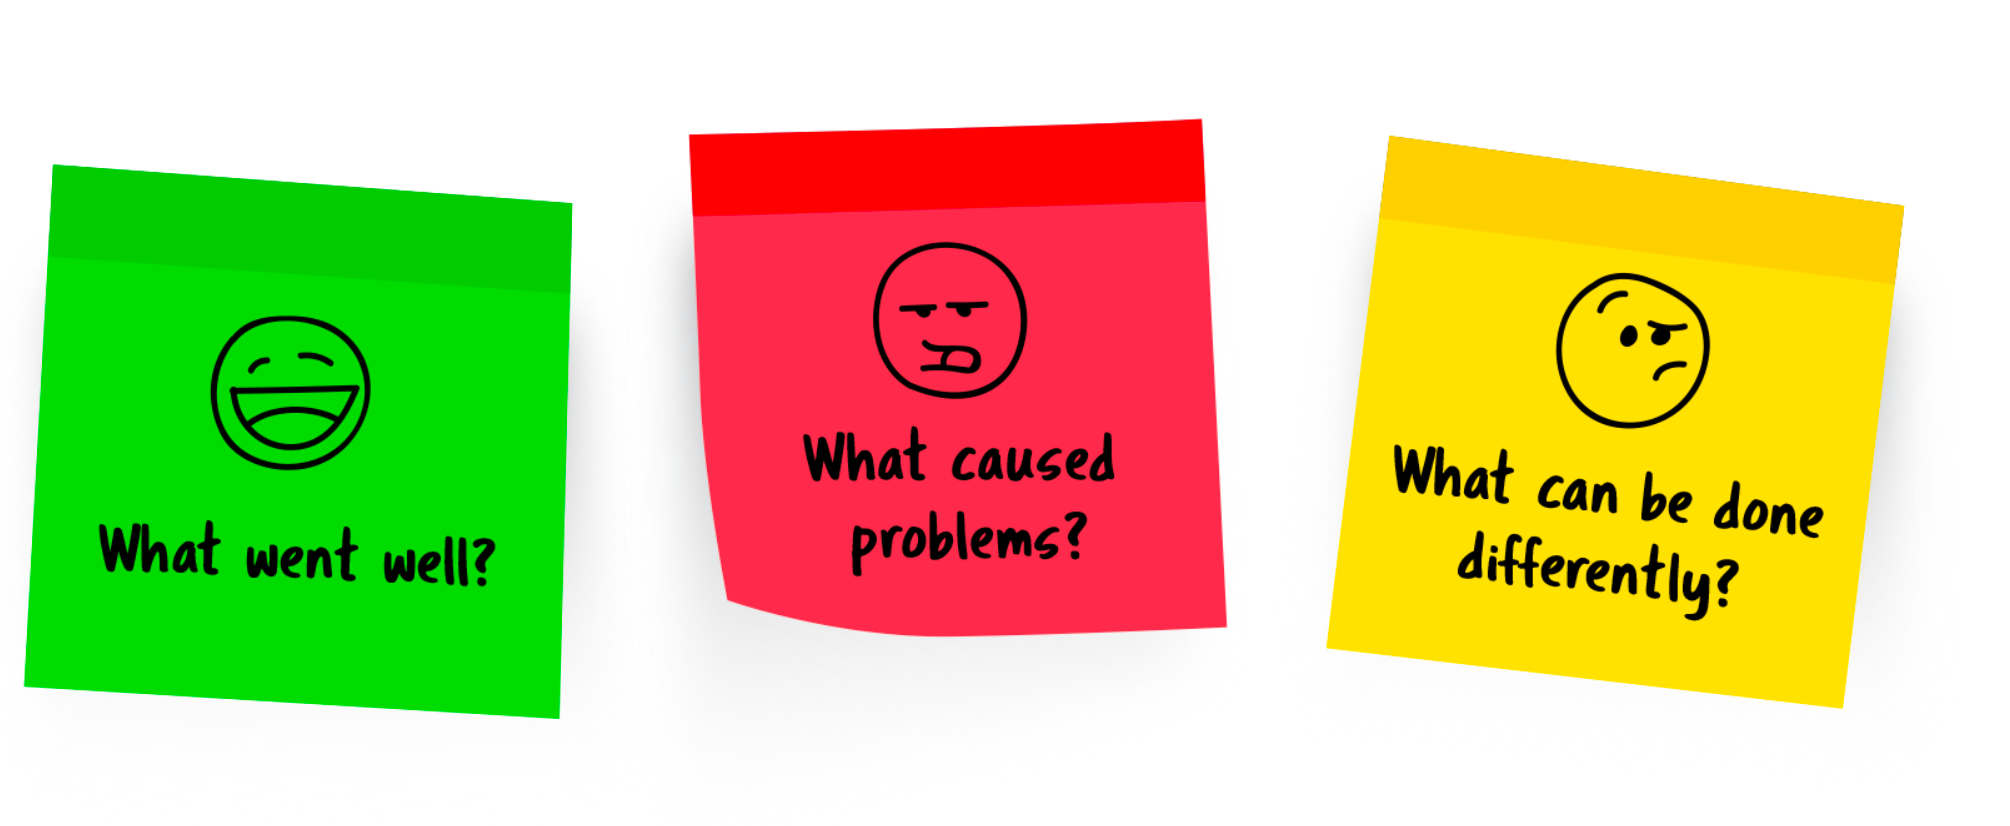 What went well?
What caused
problems?
What can be done
differently?